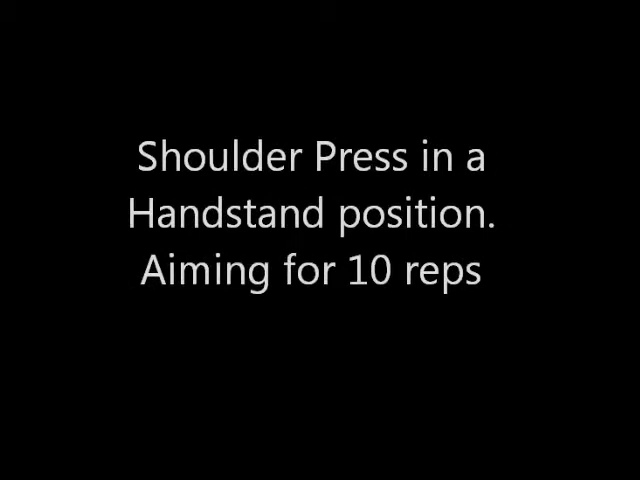 Shoulder Press in a
Handstand position.
Aiming for 10 reps